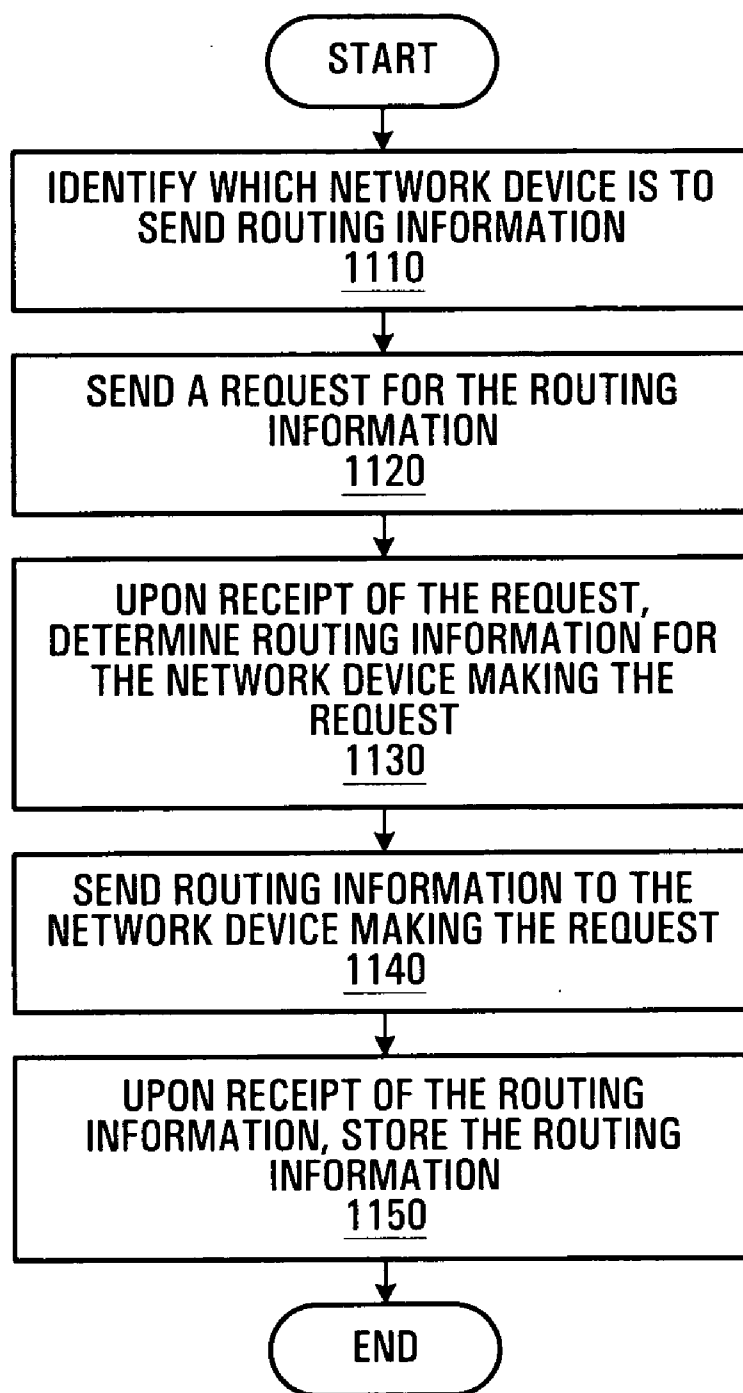 START
IDENTIFY WHICH NETWORK DEVICE IS TO
SEND ROUTING INFORMATION
1110
SEND A REQUEST FOR THE ROUTING
INFORMATION
1120
UPON RECEIPT OF THE REQUEST,
DETERMINE ROUTING INFORMATION FOR
THE NETWORK DEVICE MAKING THE
REQUEST
1130
SEND ROUTING INFORMATION TO THE
NETWORK DEVICE MAKING THE REQUEST
1140
UPON RECEIPT OF THE ROUTING
INFORMATION, STORE THE ROUTING
INFORMATION
1150
END